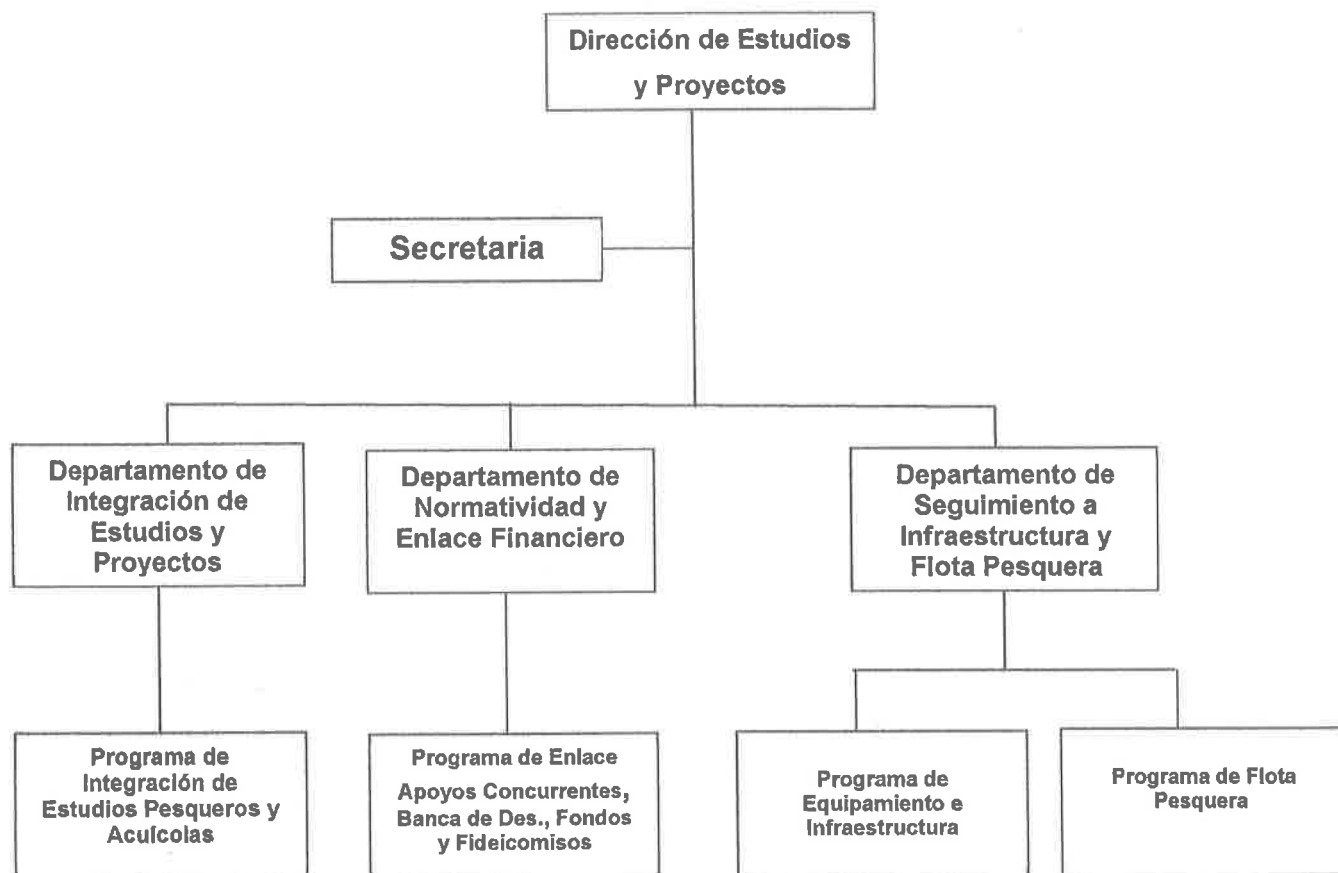 Dirección de Estudios
y Proyectos
Secretaria
Departamento de
Integración de
Estudios y
Proyectos
Departamento de
Normatividad y
Enlace Financiero
Departamento de
Seguimiento a
Infraestructura y
Flota Pesquera
Programa de
Integración de
Estudios Pesqueros y
Acuícolas
Programa de Enlace
Apoyos Concurrentes,
Banca de Des., Fondos
y Fideicomisos
Programa de
Equipamiento e
Infraestructura
Programa de Flota
Pesquera